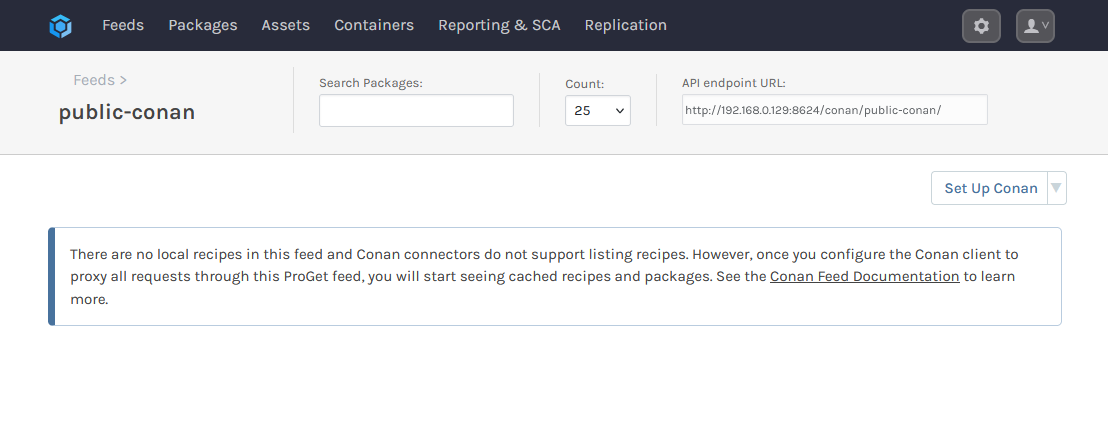 Feeds Packages Assets Containers Reporting & SCA Replication
Feeds >
public-conan
Search Packages:
Count:
25
API endpoint URL:
http://192.168.0.129:8624/conan/public-conan/
Set Up Conan
There are no local recipes in this feed and Conan connectors do not support listing recipes. However, once you configure the Conan client to
proxy all requests through this ProGet feed, you will start seeing cached recipes and packages. See the Conan Feed Documentation to learn
more.